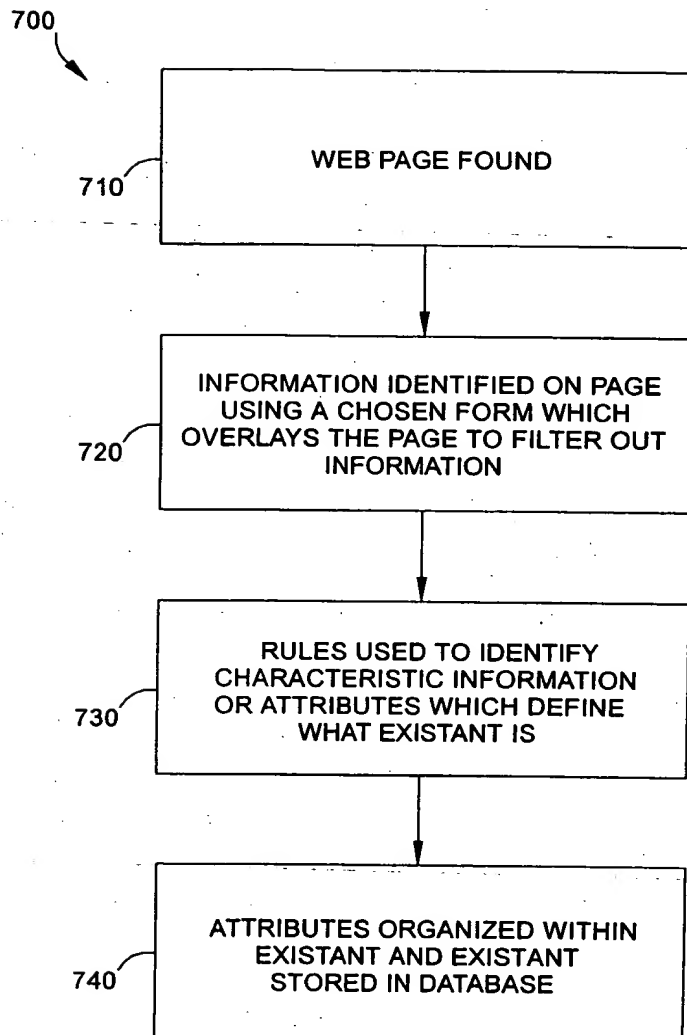 700
WEB PAGE FOUND
710
INFORMATION IDENTIFIED ON PAGE
USING A CHOSEN FORM WHICH
OVERLAYS THE PAGE TO FILTER OUT
INFORMATION
720
RULES USED TO IDENTIFY
CHARACTERISTIC INFORMATION
OR ATTRIBUTES WHICH DEFINE
WHAT EXISTANT IS
730
ATTRIBUTES ORGANIZED WITHIN
EXISTANT AND EXISTANT
STORED IN DATABASE
740